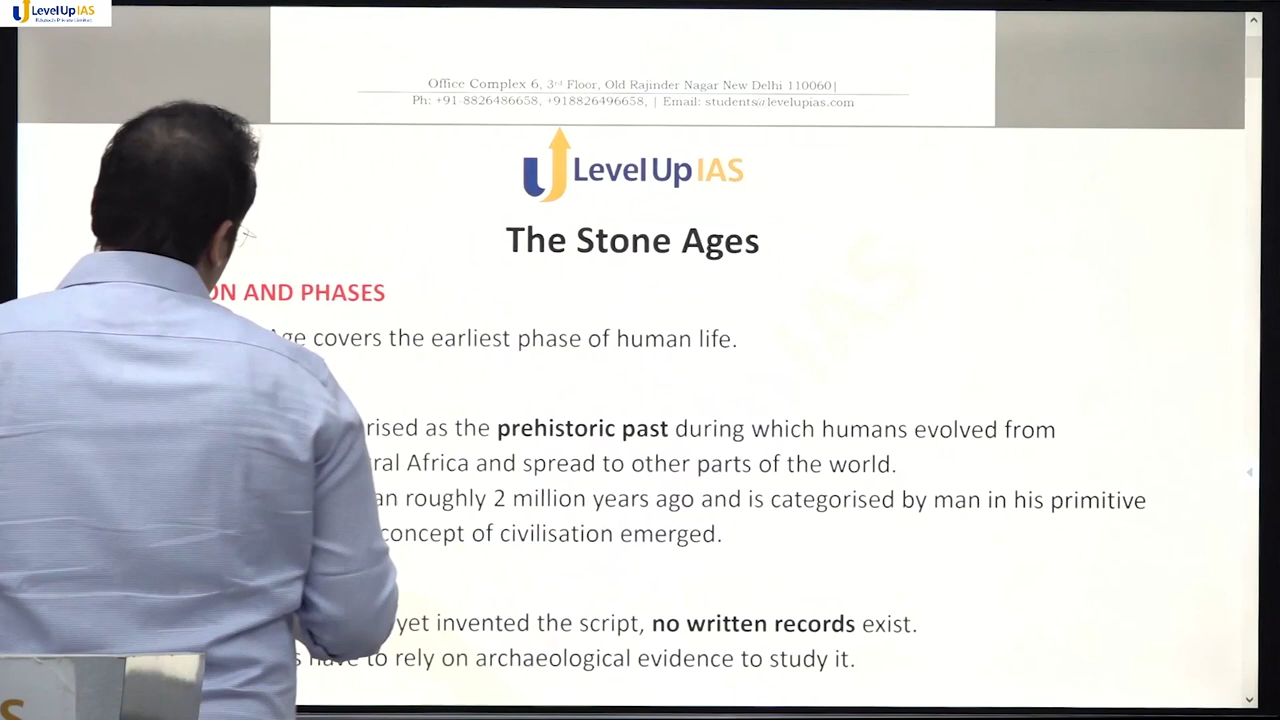 Level Up IAS
Office Complex 6, 3rd Floor, Old Rajinder Nagar New Delhi 110060|
Ph: +91-8826486658, +918826496658, | Email: students@levelupias.com
Level Up IAS
The Stone Ages
ON AND PHASES
Age covers the earliest phase of human life.
rised as the prehistoric past during which humans evolved from
ral Africa and spread to other parts of the world.
an roughly 2 million years ago and is categorised by man in his primitive
concept of civilisation emerged.
yet invented the script, no written records exist.
s have to rely on archaeological evidence to study it.